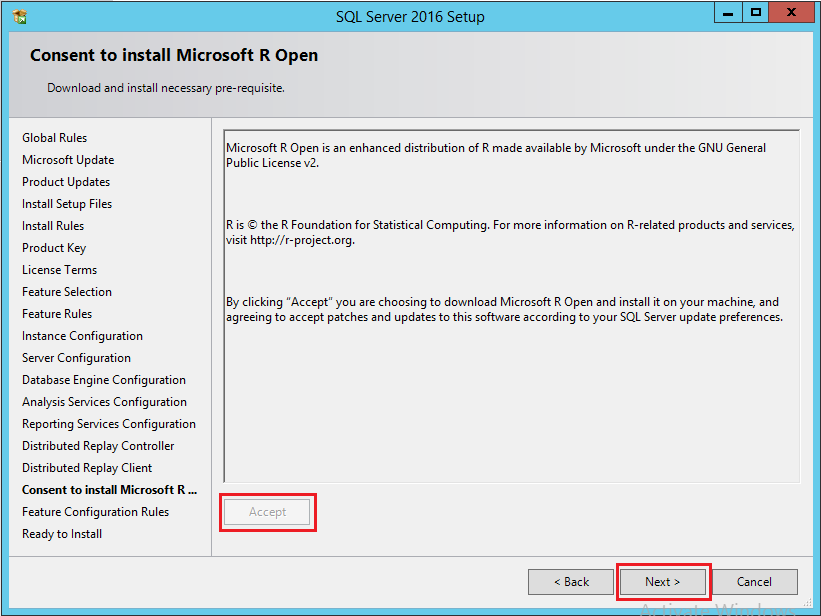 SQL Server 2016 Setup
Consent to install Microsoft R Open
Download and install necessary pre-requisite.
Global Rules
Microsoft Update
Product Updates
Install Setup Files
Install Rules
Product Key
License Terms
Feature Selection
Feature Rules
Instance Configuration
Server Configuration
Database Engine Configuration
Analysis Services Configuration
Reporting Services Configuration
Distributed Replay Controller
Distributed Replay Client
Consent to install Microsoft R ...
Feature Configuration Rules
Ready to Install
Microsoft R Open is an enhanced distribution of R made available by Microsoft under the GNU General
Public License v2.
R is © the R Foundation for Statistical Computing. For more information on R-related products and services,
visit http://r-project.org.
By clicking "Accept" you are choosing to download Microsoft R Open and install it on your machine, and
agreeing to accept patches and updates to this software according to your SQL Server update preferences.
Accept
< Back
Next >
Cancel
Activate Windows